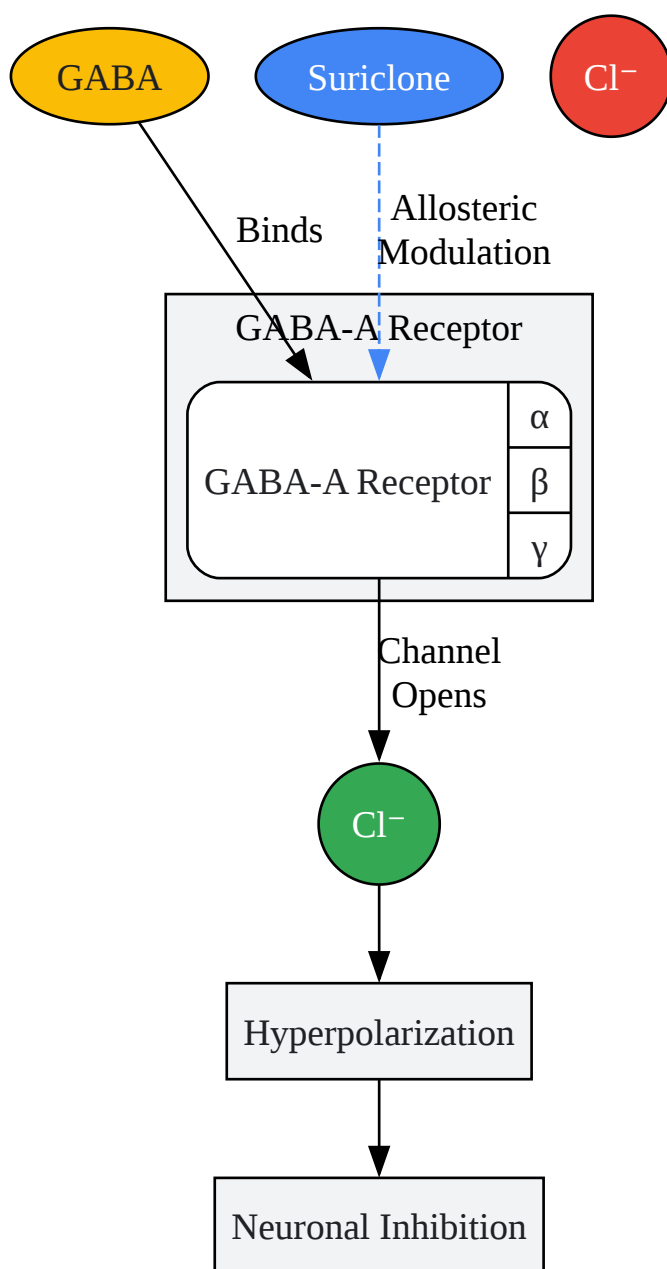 GABA
Suriclone
Cl⁻
Binds
Allosteric
Modulation
GABA-A Receptor
GABA-A Receptor
α
β
γ
Channel
Opens
Cl⁻
Hyperpolarization
Neuronal Inhibition